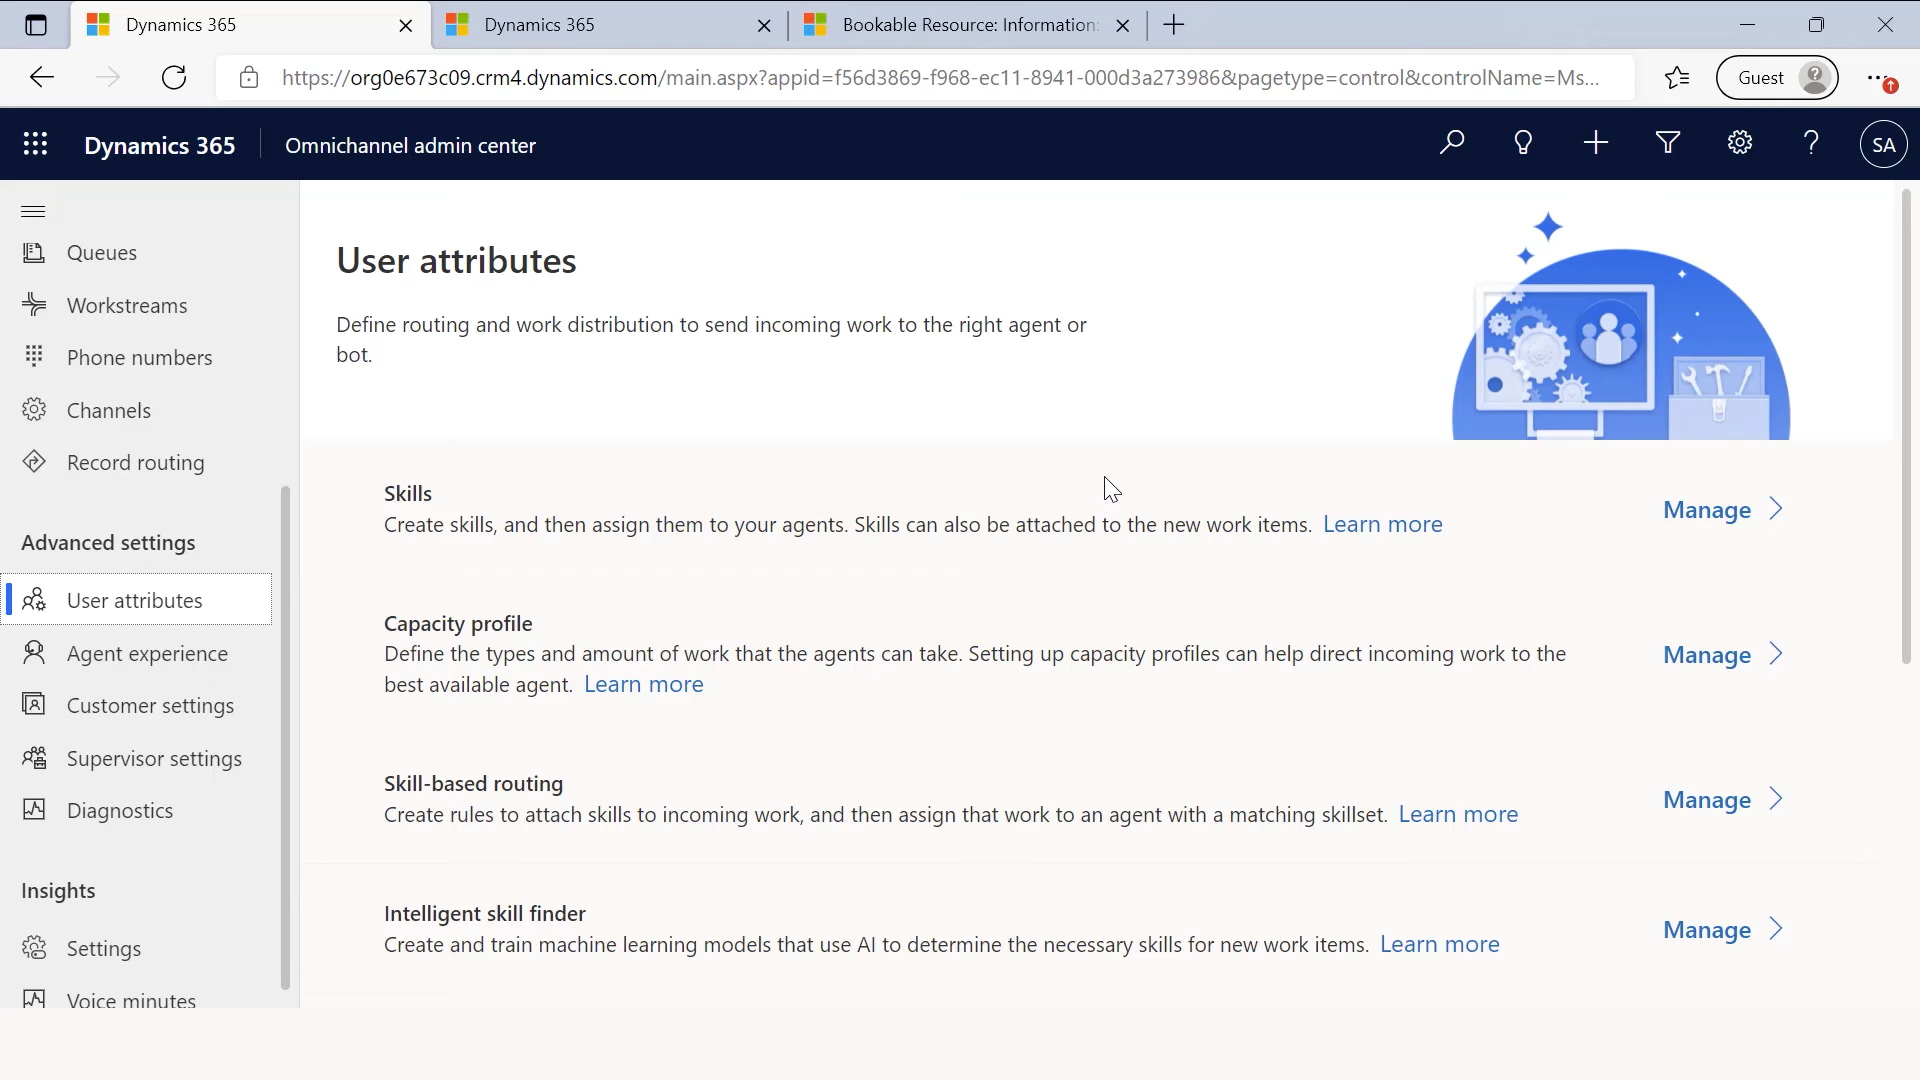 Dynamics 365
Dynamics 365
Bookable Resource: Information:
https://org0e673c09.crm4.dynamics.com/main.aspx?appid=f56d3869-f968-ec11-8941-000d3a273986&pagetype=control&controlName=Ms...
Guest
Dynamics 365
Omnichannel admin center
SA
Queues
Workstreams
Phone numbers
Channels
Record routing
Advanced settings
User attributes
Agent experience
Customer settings
Supervisor settings
Diagnostics
Insights
Settings
Voice minutes
User attributes
Define routing and work distribution to send incoming work to the right agent or
bot.
Skills
Create skills, and then assign them to your agents. Skills can also be attached to the new work items. Learn more
Manage
Capacity profile
Define the types and amount of work that the agents can take. Setting up capacity profiles can help direct incoming work to the
best available agent. Learn more
Manage
Skill-based routing
Create rules to attach skills to incoming work, and then assign that work to an agent with a matching skillset. Learn more
Manage
Intelligent skill finder
Create and train machine learning models that use AI to determine the necessary skills for new work items. Learn more
Manage